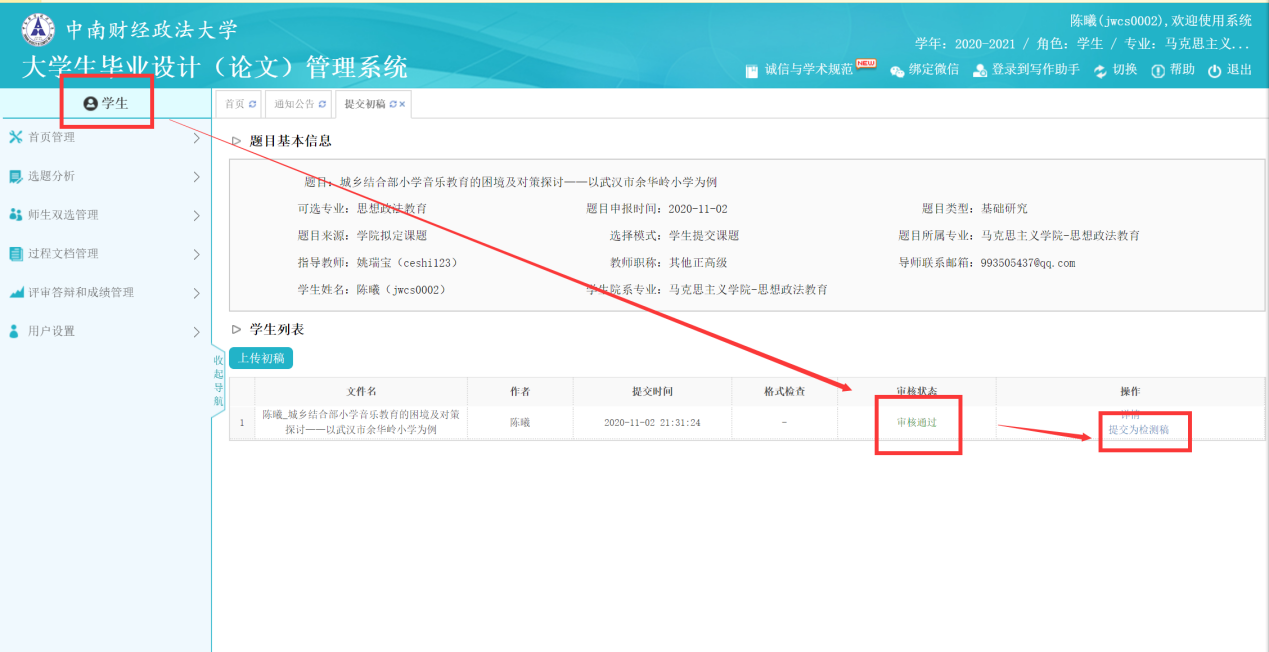 中南财经政法大学
大学生毕业设计（论文）管理系统
陈曦(jwcs0002),欢迎使用系统
学年：2020-2021 / 角色：学生 / 专业：马克思主义...
诚信与学术规范 NEW 绑定微信 登录到写作助手 切换 帮助 退出
学生
首页管理
选题分析
师生双选管理
过程文档管理
评审答辩和成绩管理
用户设置
收起导航
首页 通知公告 提交初稿
题目基本信息
题目：城乡结合部小学音乐教育的困境及对策探讨——以武汉市余华岭小学为例
可选专业：思想政治教育 题目申报时间：2020-11-02 题目类型：基础研究
题目来源：学院拟定课题 选择模式：学生提交课题 题目所属专业：马克思主义学院-思想政法教育
指导教师：姚瑞宝（ceshi123） 教师职称：其他正高级 导师联系邮箱：993505437@qq.com
学生姓名：陈曦（jwcs0002） 学生院系专业：马克思主义学院-思想政法教育
学生列表
上传初稿
文件名 作者 提交时间 格式检查 审核状态 操作
1 陈曦_城乡结合部小学音乐教育的困境及对策探讨——以武汉市余华岭小学为例 陈曦 2020-11-02 21:31:24 - 审核通过 详情
提交为检测稿